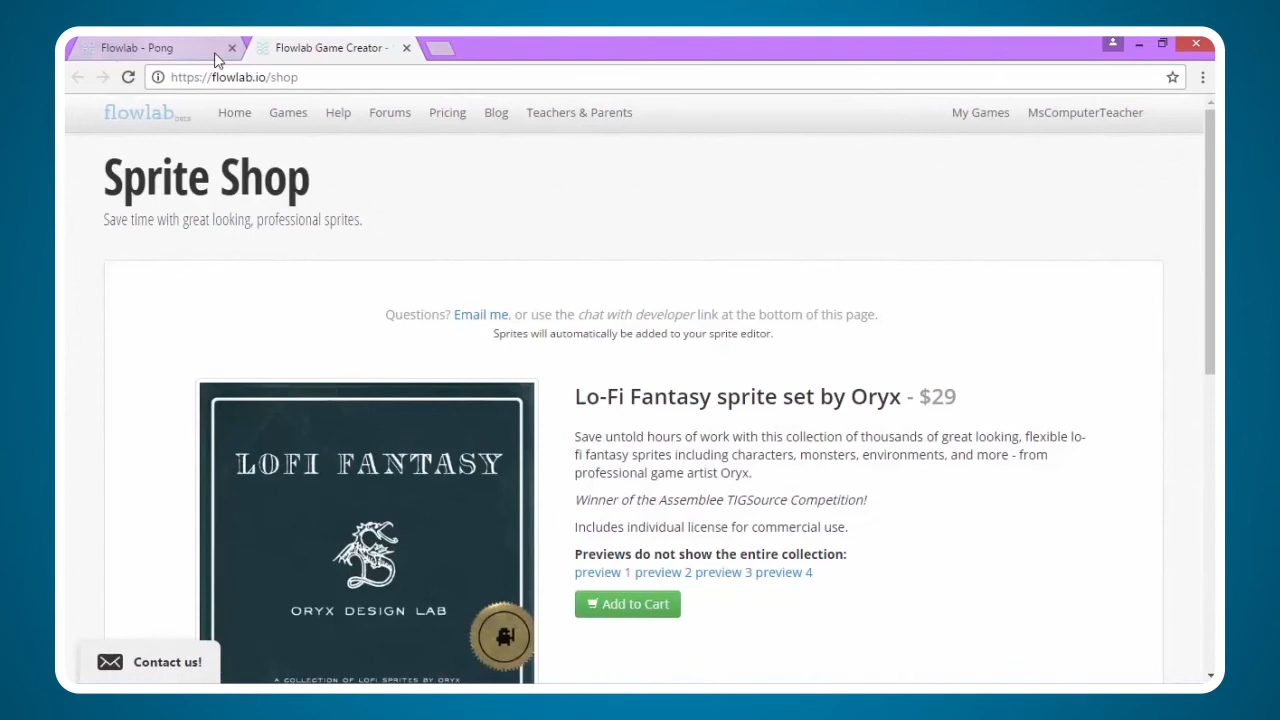 Flowlab - Pong
Flowlab Game Creator -
https://flowlab.io/shop
flowlab beta Home Games Help Forums Pricing Blog Teachers & Parents My Games MsComputerTeacher
Sprite Shop
Save time with great looking, professional sprites.
Questions? Email me, or use the chat with developer link at the bottom of this page.
Sprites will automatically be added to your sprite editor.
LOFI FANTASY
ORYX DESIGN LAB
A COLLECTION OF LOFI SPRITES BY ORYX
Lo-Fi Fantasy sprite set by Oryx - $29
Save untold hours of work with this collection of thousands of great looking, flexible lo-
fi fantasy sprites including characters, monsters, environments, and more - from
professional game artist Oryx.
Winner of the Assemblee TIGSource Competition!
Includes individual license for commercial use.
Previews do not show the entire collection:
preview 1 preview 2 preview 3 preview 4
Add to Cart
Contact us!